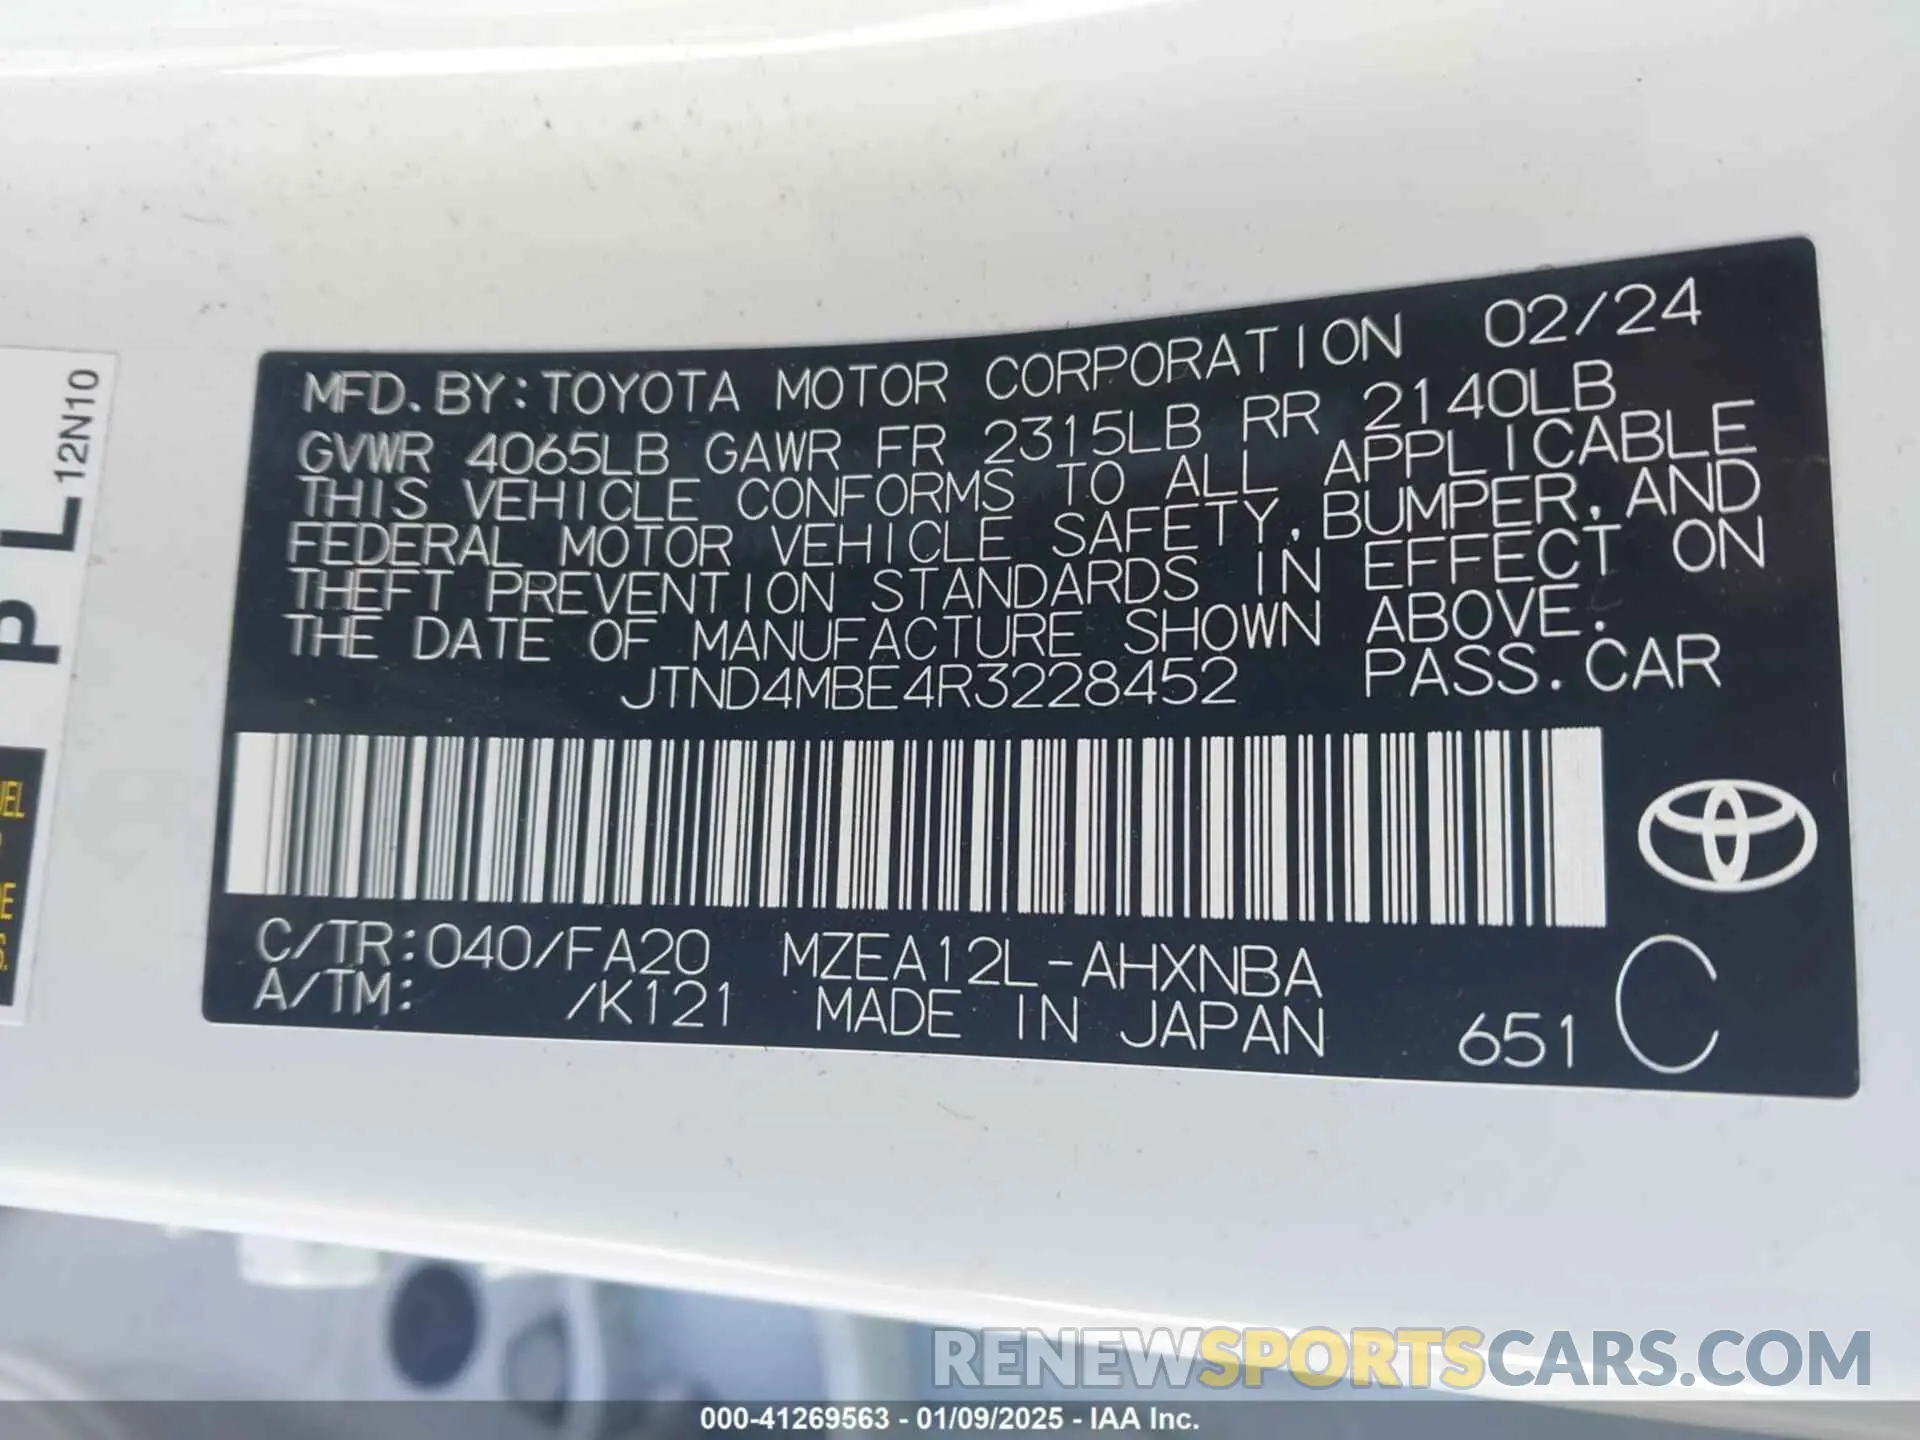 MFD. BY: TOYOTA MOTOR CORPORATION 02/24
GVWR 4065LB GAWR FR 2315LB RR 2140LB
THIS VEHICLE CONFORMS TO ALL APPLICABLE
FEDERAL MOTOR VEHICLE SAFETY, BUMPER, AND
THEFT PREVENTION STANDARDS IN EFFECT ON
THE DATE OF MANUFACTURE SHOWN ABOVE.
JTND4MBE4R3228452 PASS. CAR
C/TR:040/FA20 MZEA12L-AHXNBA
A/TM: /K121 MADE IN JAPAN 651 C
P L 12N10
RENEWSPORTSCARS.COM
000-41269563 - 01/09/2025 - IAA Inc.